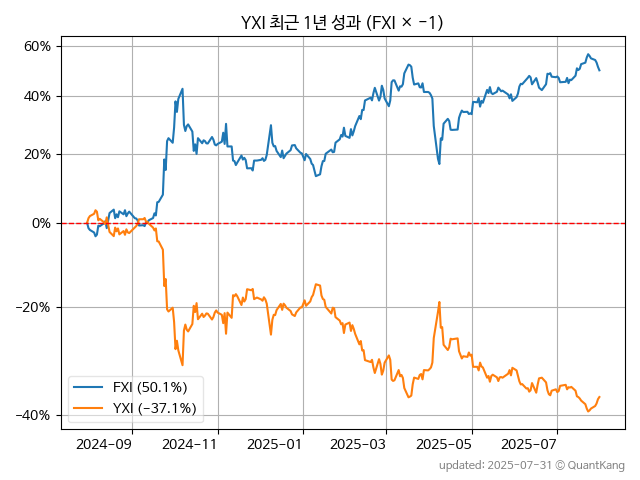 YXI 최근 1년 성과 (FXI × −1)
60%
40%
20%
0%
−20%
−40%
FXI (50.1%)
YXI (−37.1%)
2024-09 2024-11 2025-01 2025-03 2025-05 2025-07
updated: 2025-07-31 © QuantKang